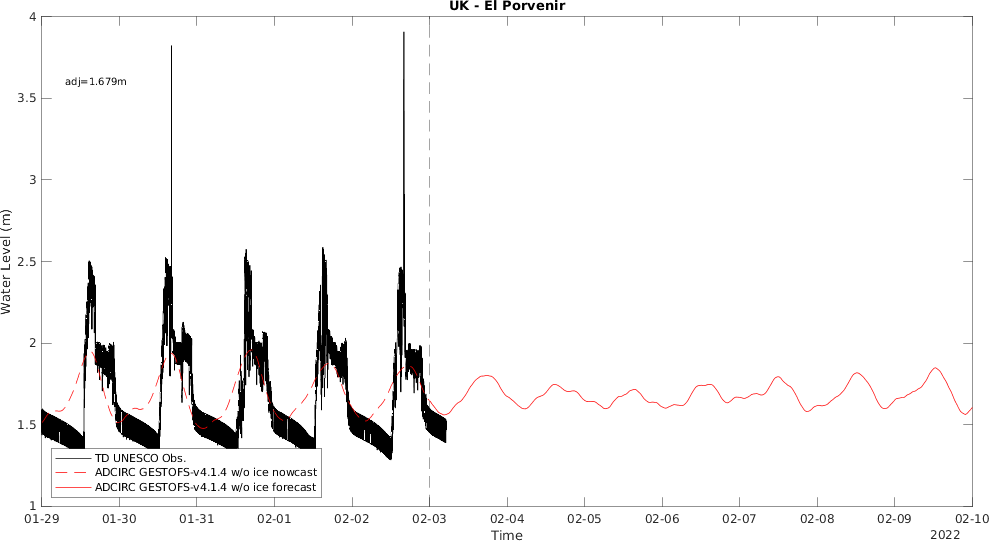 UK - El Porvenir
4
adj=1.679m
3.5
3
2.5
Water Level (m)
2
1.5
TD UNESCO Obs.
ADCIRC GESTOFS-v4.1.4 w/o ice nowcast
ADCIRC GESTOFS-v4.1.4 w/o ice forecast
1
01-29 01-30 01-31 02-01 02-02 02-03 02-04 02-05 02-06 02-07 02-08 02-09 02-10
Time 2022